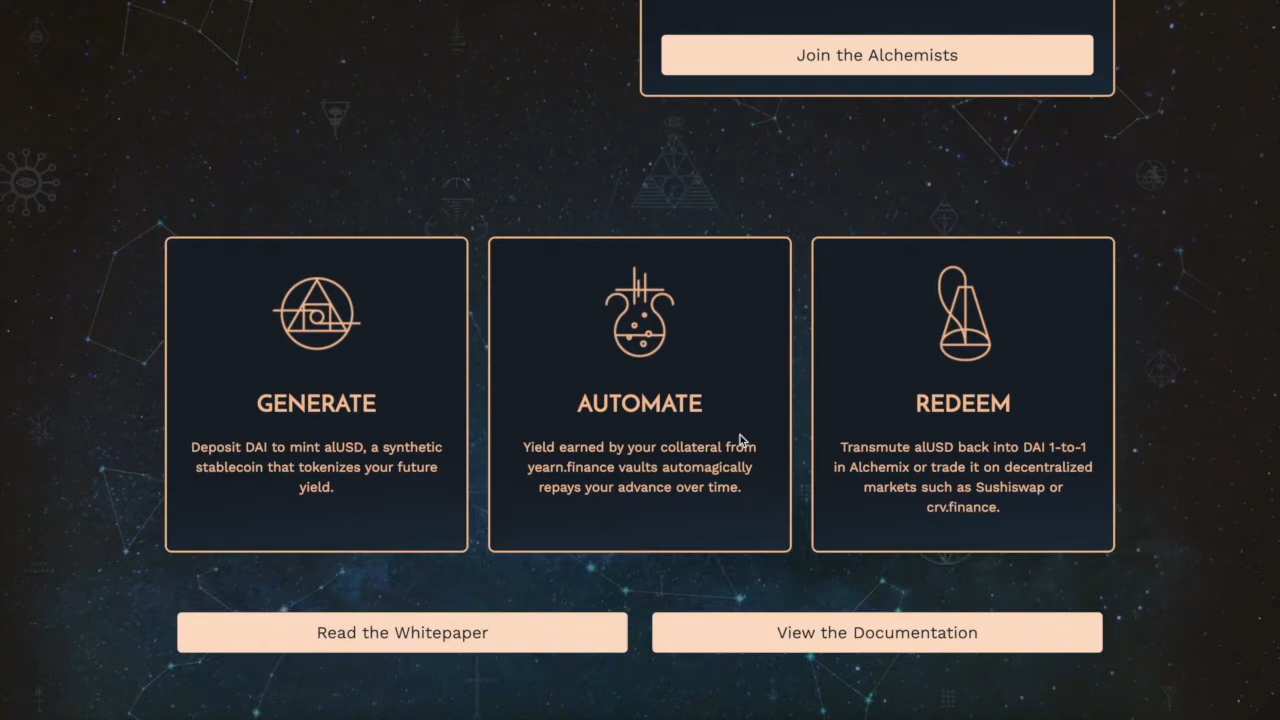 Join the Alchemists
GENERATE
Deposit DAI to mint alUSD, a synthetic
stablecoin that tokenizes your future
yield.
AUTOMATE
Yield earned by your collateral from
yearn.finance vaults automagically
repays your advance over time.
REDEEM
Transmute alUSD back into DAI 1-to-1
in Alchemix or trade it on decentralized
markets such as Sushiswap or
crv.finance.
Read the Whitepaper
View the Documentation